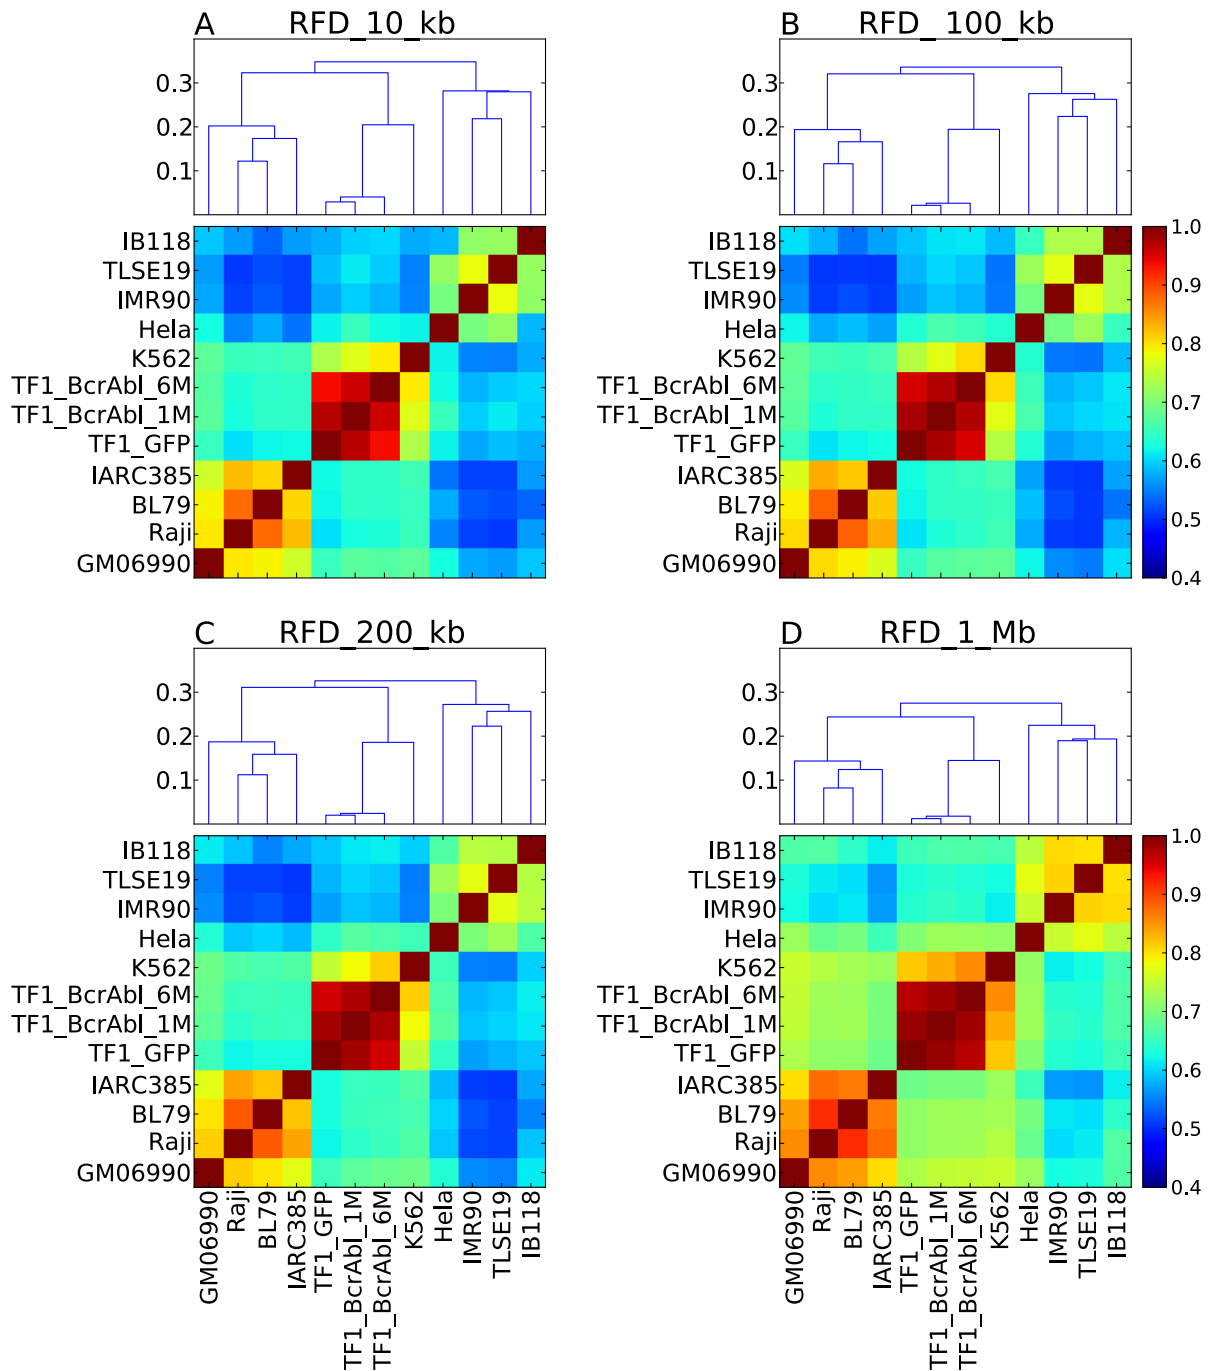 A RFD_10_kb
0.3
0.2
0.1
IB118
TLSE19
IMR90
Hela
K562
TF1_BcrAbl_6M
TF1_BcrAbl_1M
TF1_GFP
IARC385
BL79
Raji
GM06990
B RFD_100_kb
0.3
0.2
0.1
IB118
TLSE19
IMR90
Hela
K562
TF1_BcrAbl_6M
TF1_BcrAbl_1M
TF1_GFP
IARC385
BL79
Raji
GM06990
1.0
0.9
0.8
0.7
0.6
0.5
0.4
C RFD_200_kb
0.3
0.2
0.1
IB118
TLSE19
IMR90
Hela
K562
TF1_BcrAbl_6M
TF1_BcrAbl_1M
TF1_GFP
IARC385
BL79
Raji
GM06990
GM06990
Raji
BL79
IARC385
TF1_GFP
TF1_BcrAbl_1M
TF1_BcrAbl_6M
K562
Hela
IMR90
TLSE19
IB118
D RFD_1_Mb
0.3
0.2
0.1
IB118
TLSE19
IMR90
Hela
K562
TF1_BcrAbl_6M
TF1_BcrAbl_1M
TF1_GFP
IARC385
BL79
Raji
GM06990
GM06990
Raji
BL79
IARC385
TF1_GFP
TF1_BcrAbl_1M
TF1_BcrAbl_6M
K562
Hela
IMR90
TLSE19
IB118
1.0
0.9
0.8
0.7
0.6
0.5
0.4